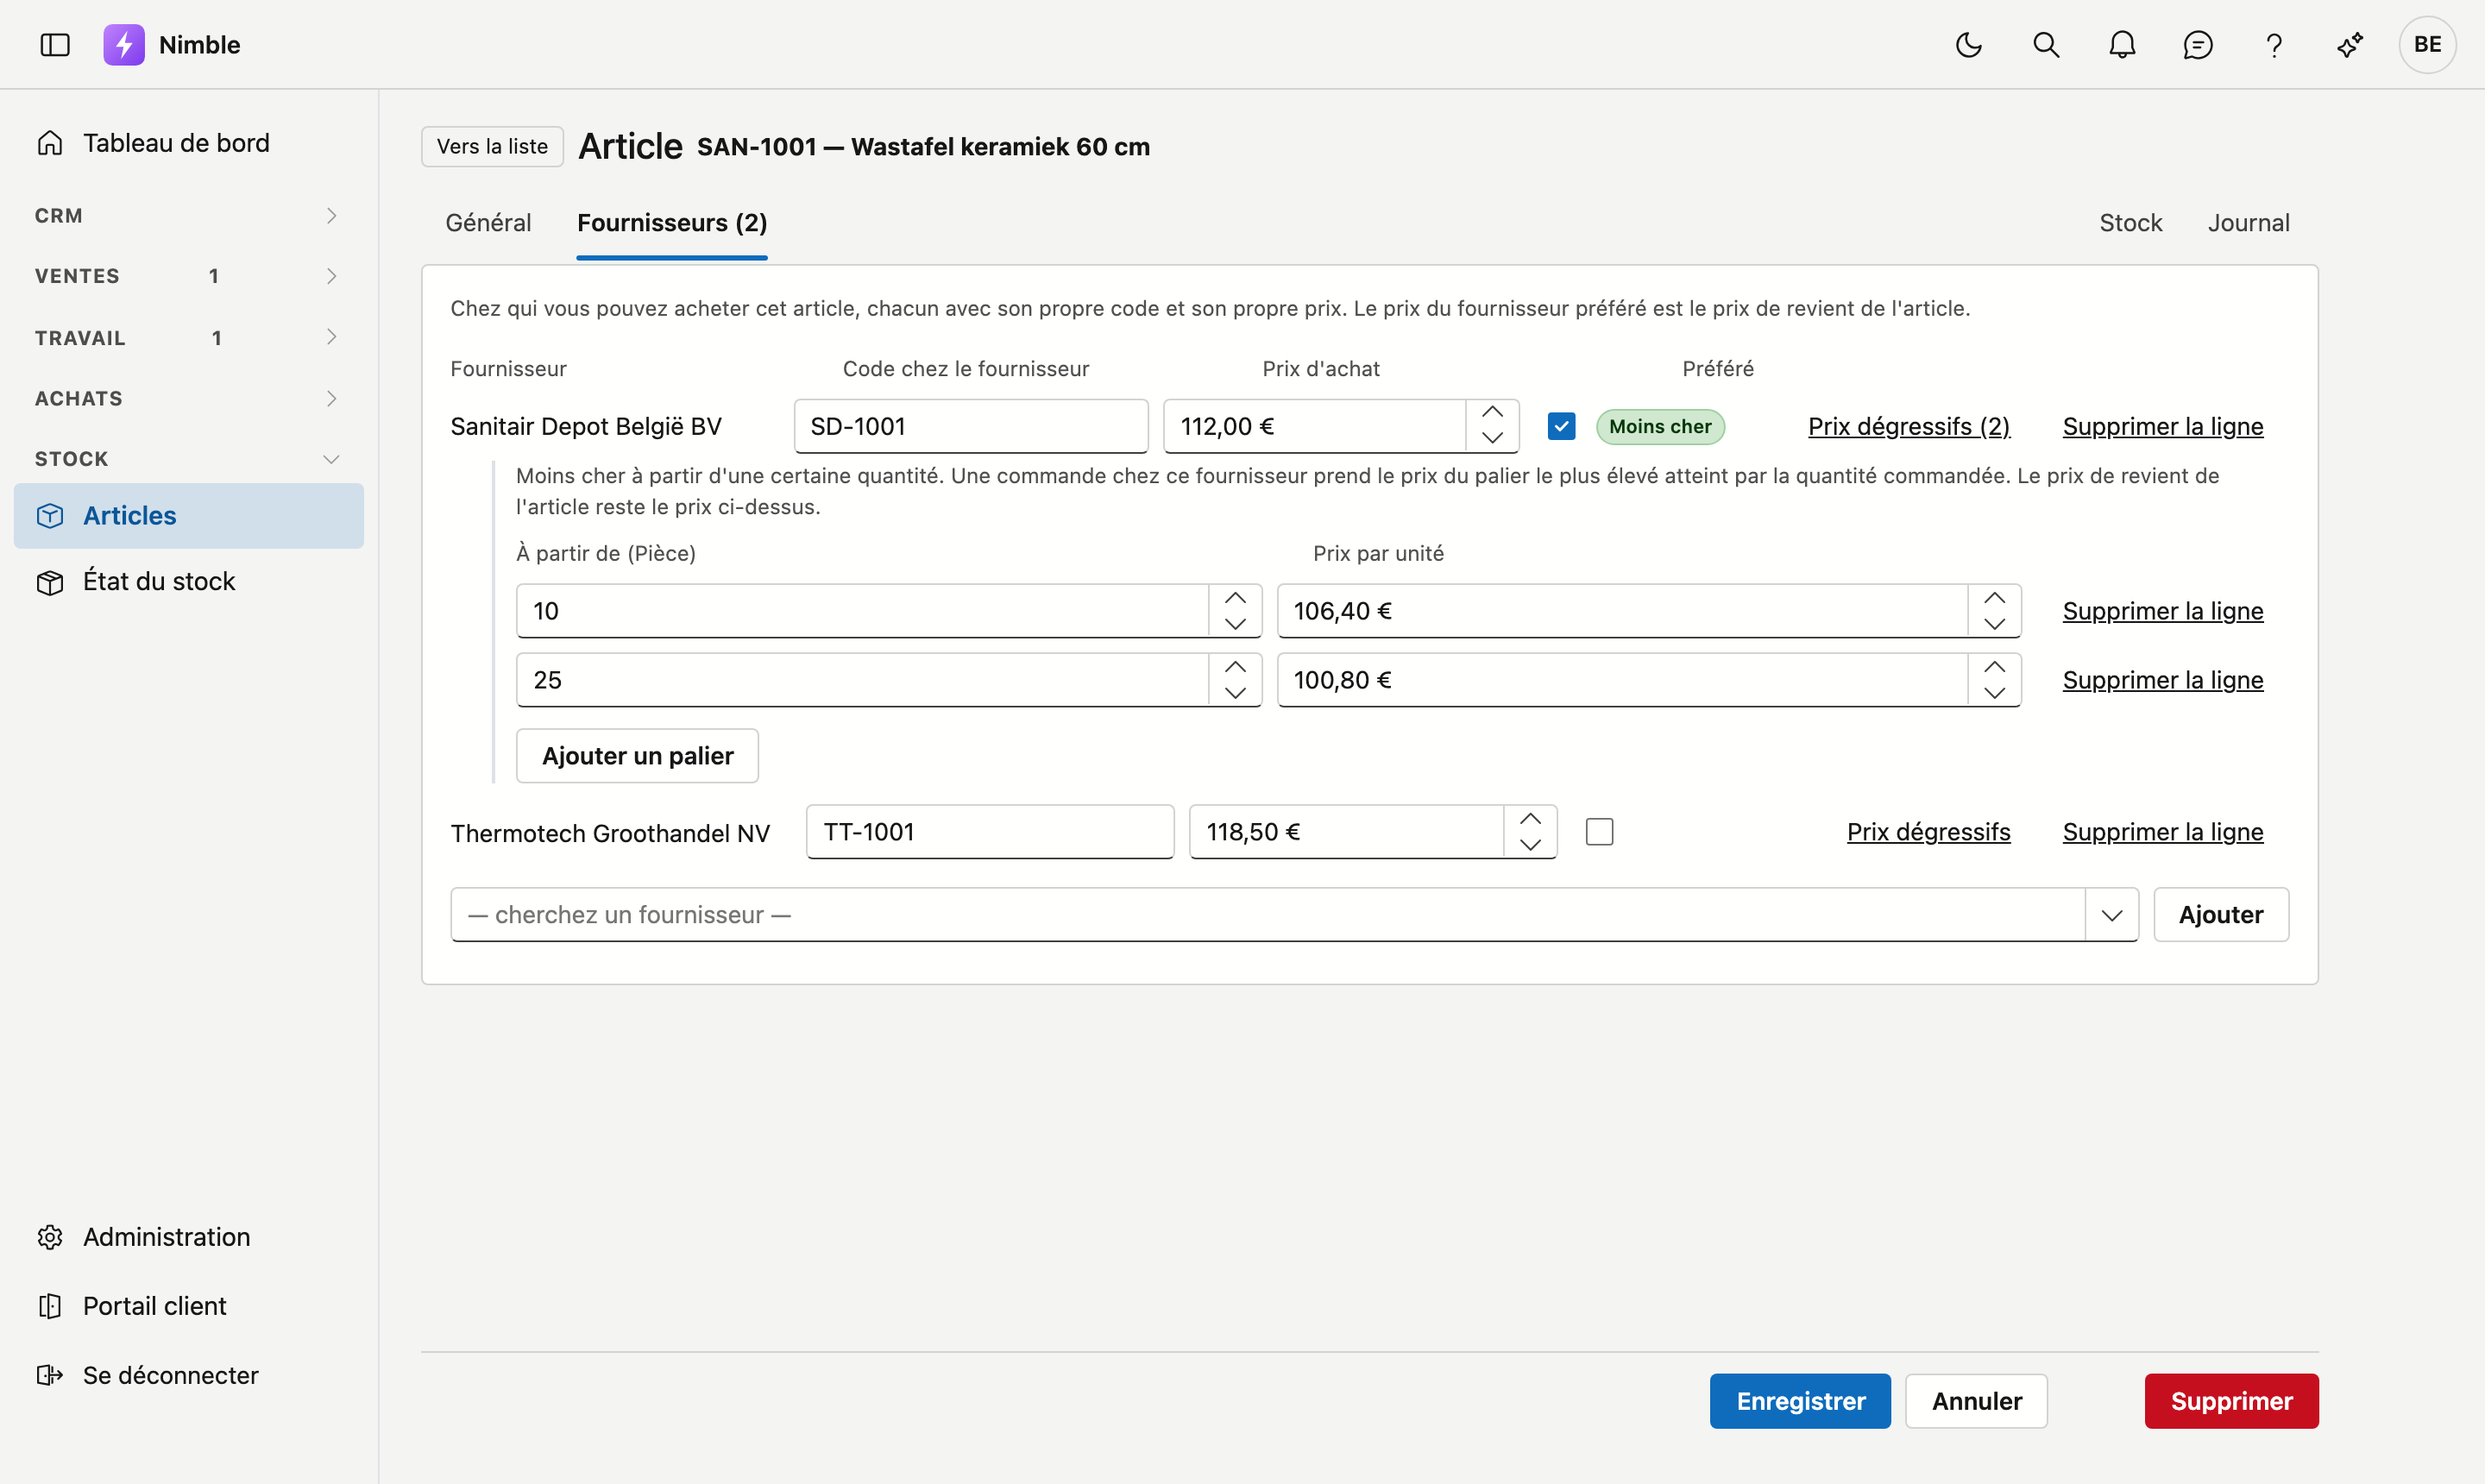 Nimble
BE
Tableau de bord
CRM
VENTES 1
TRAVAIL 1
ACHATS
STOCK
Articles
État du stock
Administration
Portail client
Se déconnecter
Vers la liste Article SAN-1001 — Wastafel keramiek 60 cm
Général Fournisseurs (2) Stock Journal
Chez qui vous pouvez acheter cet article, chacun avec son propre code et son propre prix. Le prix du fournisseur préféré est le prix de revient de l'article.
Fournisseur Code chez le fournisseur Prix d'achat Préféré
Sanitair Depot België BV SD-1001 112,00 € Moins cher Prix dégressifs (2) Supprimer la ligne
Moins cher à partir d'une certaine quantité. Une commande chez ce fournisseur prend le prix du palier le plus élevé atteint par la quantité commandée. Le prix de revient de
l'article reste le prix ci-dessus.
À partir de (Pièce) Prix par unité
10 106,40 € Supprimer la ligne
25 100,80 € Supprimer la ligne
Ajouter un palier
Thermotech Groothandel NV TT-1001 118,50 € Prix dégressifs Supprimer la ligne
— cherchez un fournisseur — Ajouter
Enregistrer Annuler Supprimer